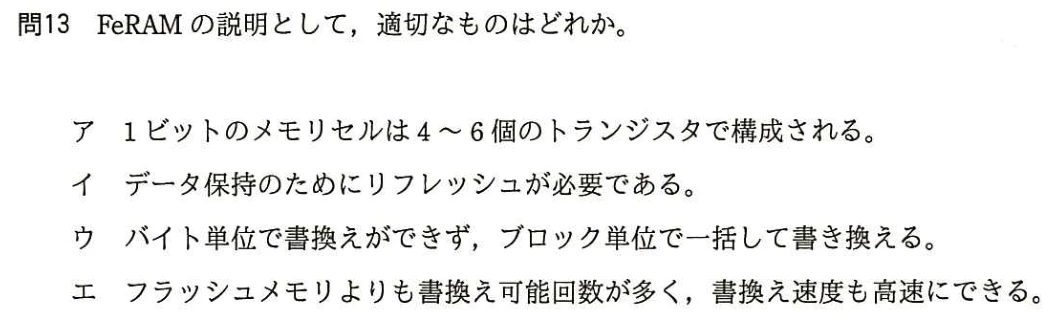 問13 FeRAM の説明として，適切なものはどれか。
ア 1 ビットのメモリセルは 4 ～ 6 個のトランジスタで構成される。
イ データ保持のためにリフレッシュが必要である。
ウ バイト単位で書換えができず，ブロック単位で一括して書き換える。
エ フラッシュメモリよりも書換え可能回数が多く，書換え速度も高速にできる。